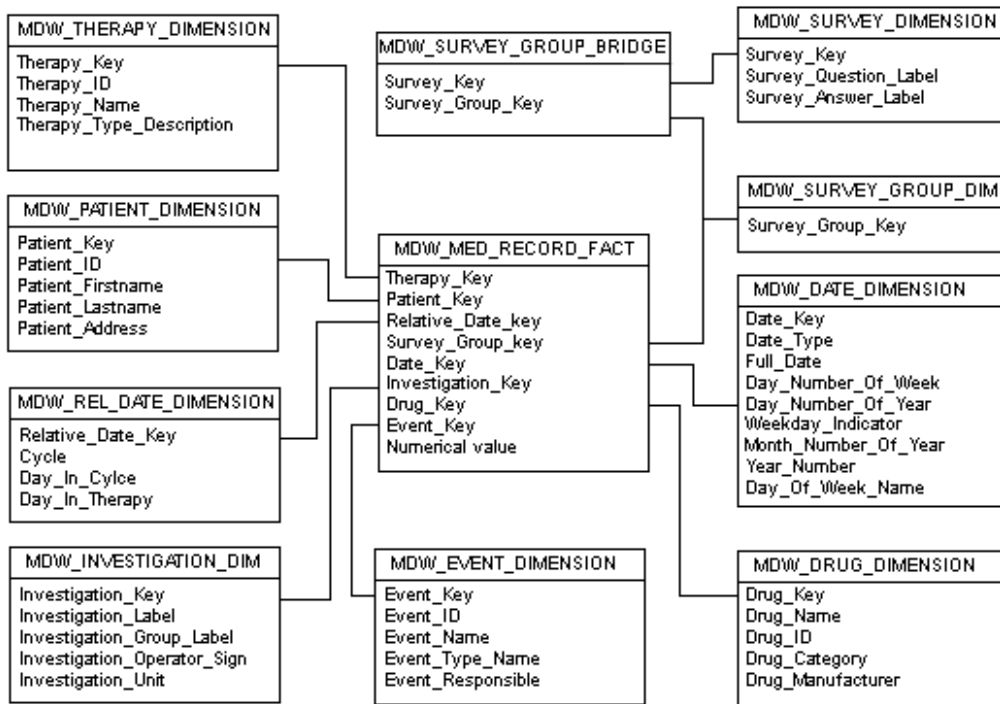 MDW_THERAPY_DIMENSION
Therapy_Key
Therapy_ID
Therapy_Name
Therapy_Type_Description
MDW_SURVEY_GROUP_BRIDGE
Survey_Key
Survey_Group_Key
MDW_SURVEY_DIMENSION
Survey_Key
Survey_Question_Label
Survey_Answer_Label
MDW_PATIENT_DIMENSION
Patient_Key
Patient_ID
Patient_Firstname
Patient_Lastname
Patient_Address
MDW_MED_RECORD_FACT
Therapy_Key
Patient_Key
Relative_Date_key
Survey_Group_key
Date_Key
Investigation_Key
Drug_Key
Event_Key
Numerical value
MDW_SURVEY_GROUP_DIM
Survey_Group_Key
MDW_DATE_DIMENSION
Date_Key
Date_Type
Full_Date
Day_Number_Of_Week
Day_Number_Of_Year
Weekday_Indicator
Month_Number_Of_Year
Year_Number
Day_Of_Week_Name
MDW_REL_DATE_DIMENSION
Relative_Date_Key
Cycle
Day_In_Cylce
Day_In_Therapy
MDW_INVESTIGATION_DIM
Investigation_Key
Investigation_Label
Investigation_Group_Label
Investigation_Operator_Sign
Investigation_Unit
MDW_EVENT_DIMENSION
Event_Key
Event_ID
Event_Name
Event_Type_Name
Event_Responsible
MDW_DRUG_DIMENSION
Drug_Key
Drug_Name
Drug_ID
Drug_Category
Drug_Manufacturer